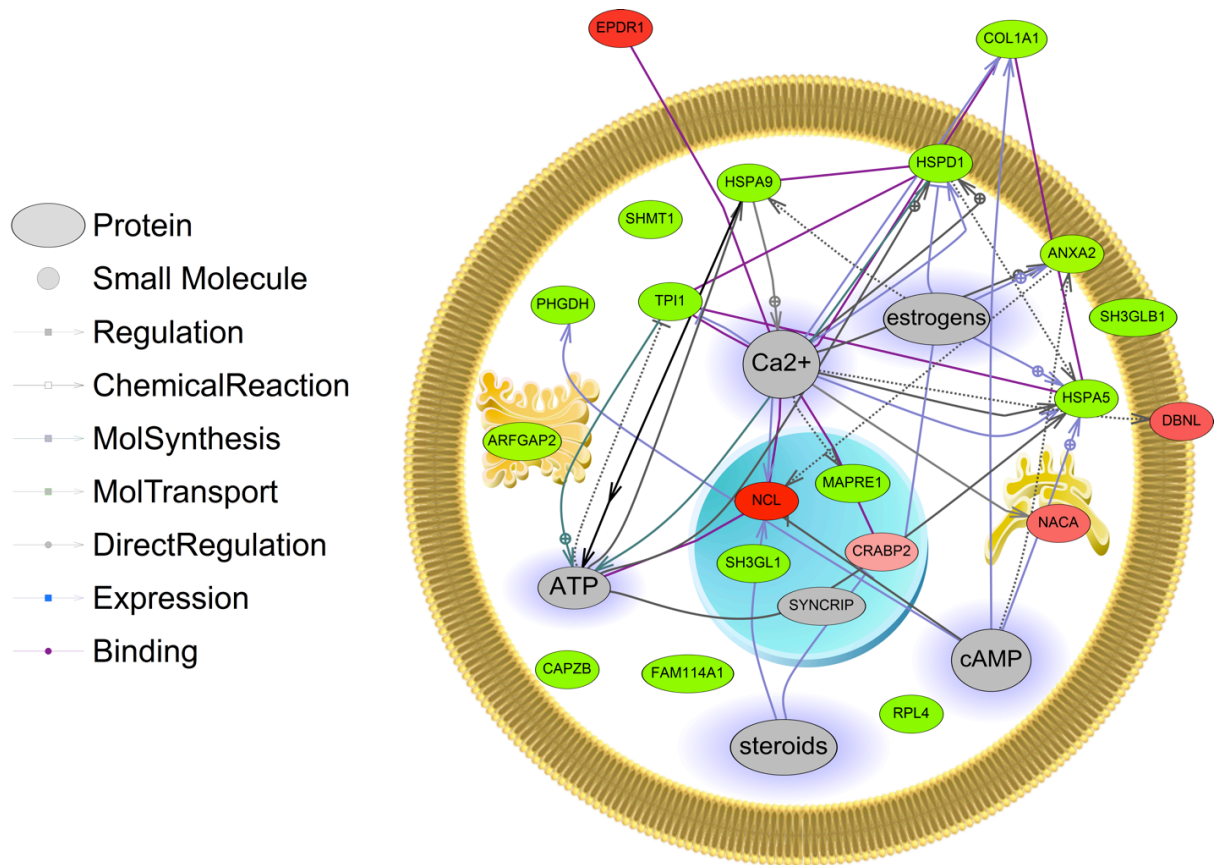 Protein
Small Molecule
Regulation
ChemicalReaction
MolSynthesis
MolTransport
DirectRegulation
Expression
Binding
EPDR1
COL1A1
HSPA9
HSPD1
SHMT1
ANXA2
PHGDH
TPI1
estrogens
SH3GLB1
Ca2+
HSPA5
DBNL
ARFGAP2
MAPRE1
NCL
NACA
SH3GL1
CRABP2
ATP
SYNCRIP
cAMP
CAPZB
FAM114A1
RPL4
steroids